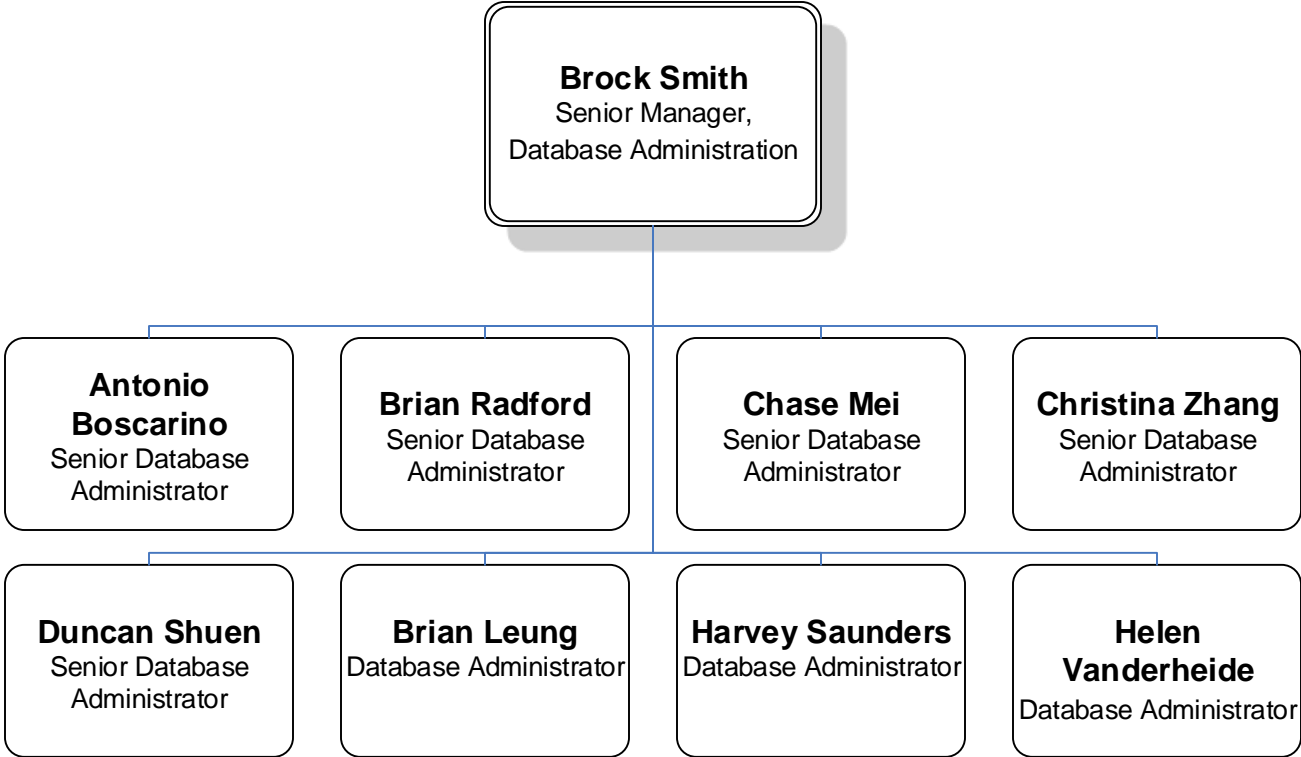 Brock Smith
Senior Manager,
Database Administration
Antonio
Boscarino
Senior Database
Administrator
Brian Radford
Senior Database
Administrator
Chase Mei
Senior Database
Administrator
Christina Zhang
Senior Database
Administrator
Duncan Shuen
Senior Database
Administrator
Brian Leung
Database Administrator
Harvey Saunders
Database Administrator
Helen
Vanderheide
Database Administrator